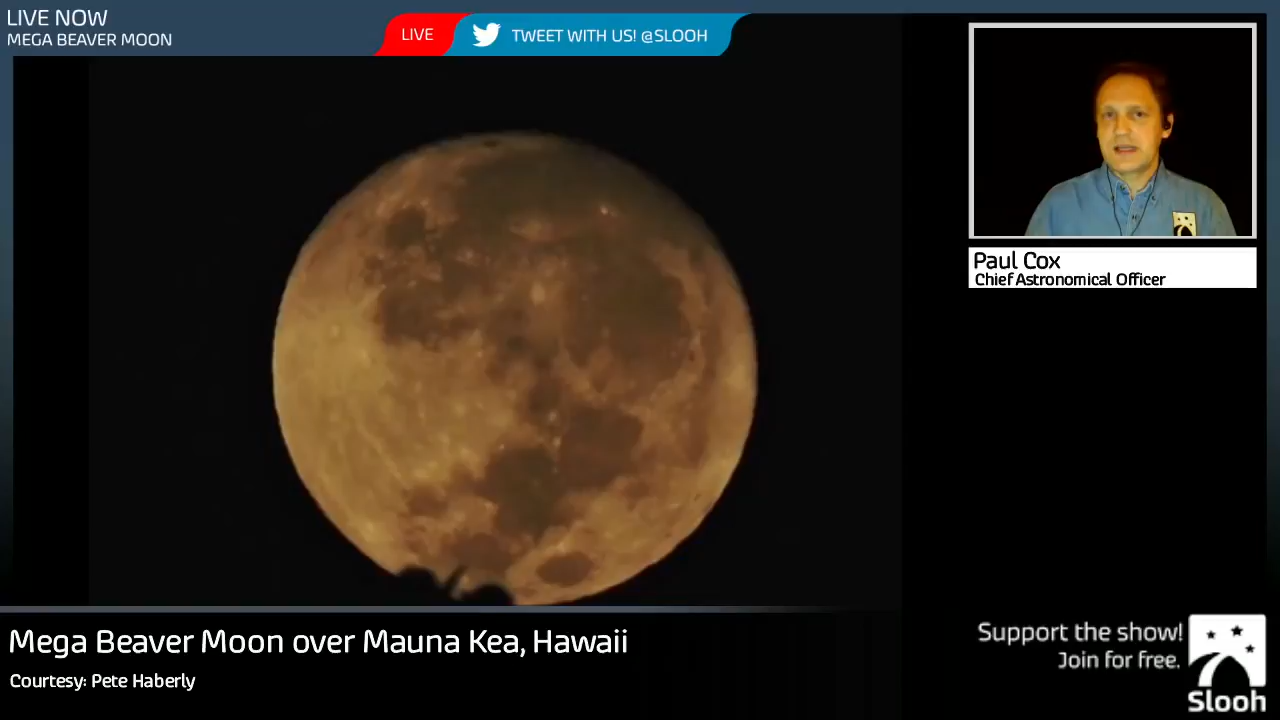 LIVE NOW
MEGA BEAVER MOON
LIVE
TWEET WITH US! @SLOOH
Paul Cox
Chief Astronomical Officer
Mega Beaver Moon over Mauna Kea, Hawaii
Courtesy: Pete Haberly
Support the show!
Join for free.
Slooh